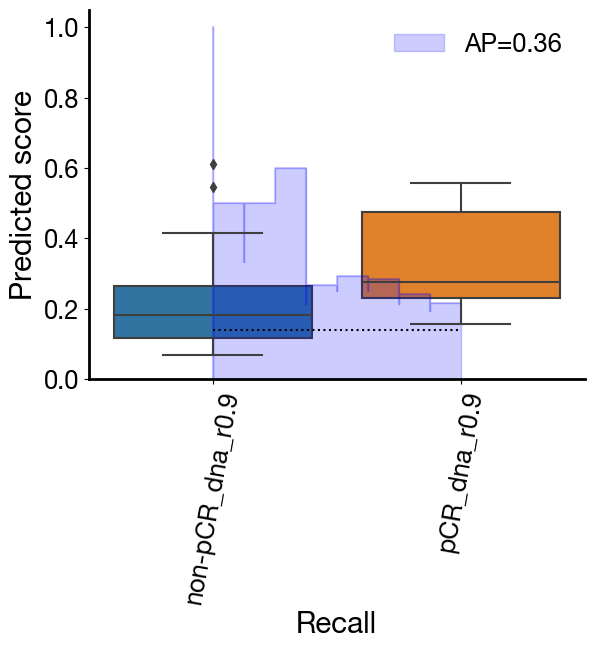 AP=0.36
Predicted score
1.0
0.8
0.6
0.4
0.2
0.0
non-pCR_dna_r0.9
pCR_dna_r0.9
Recall